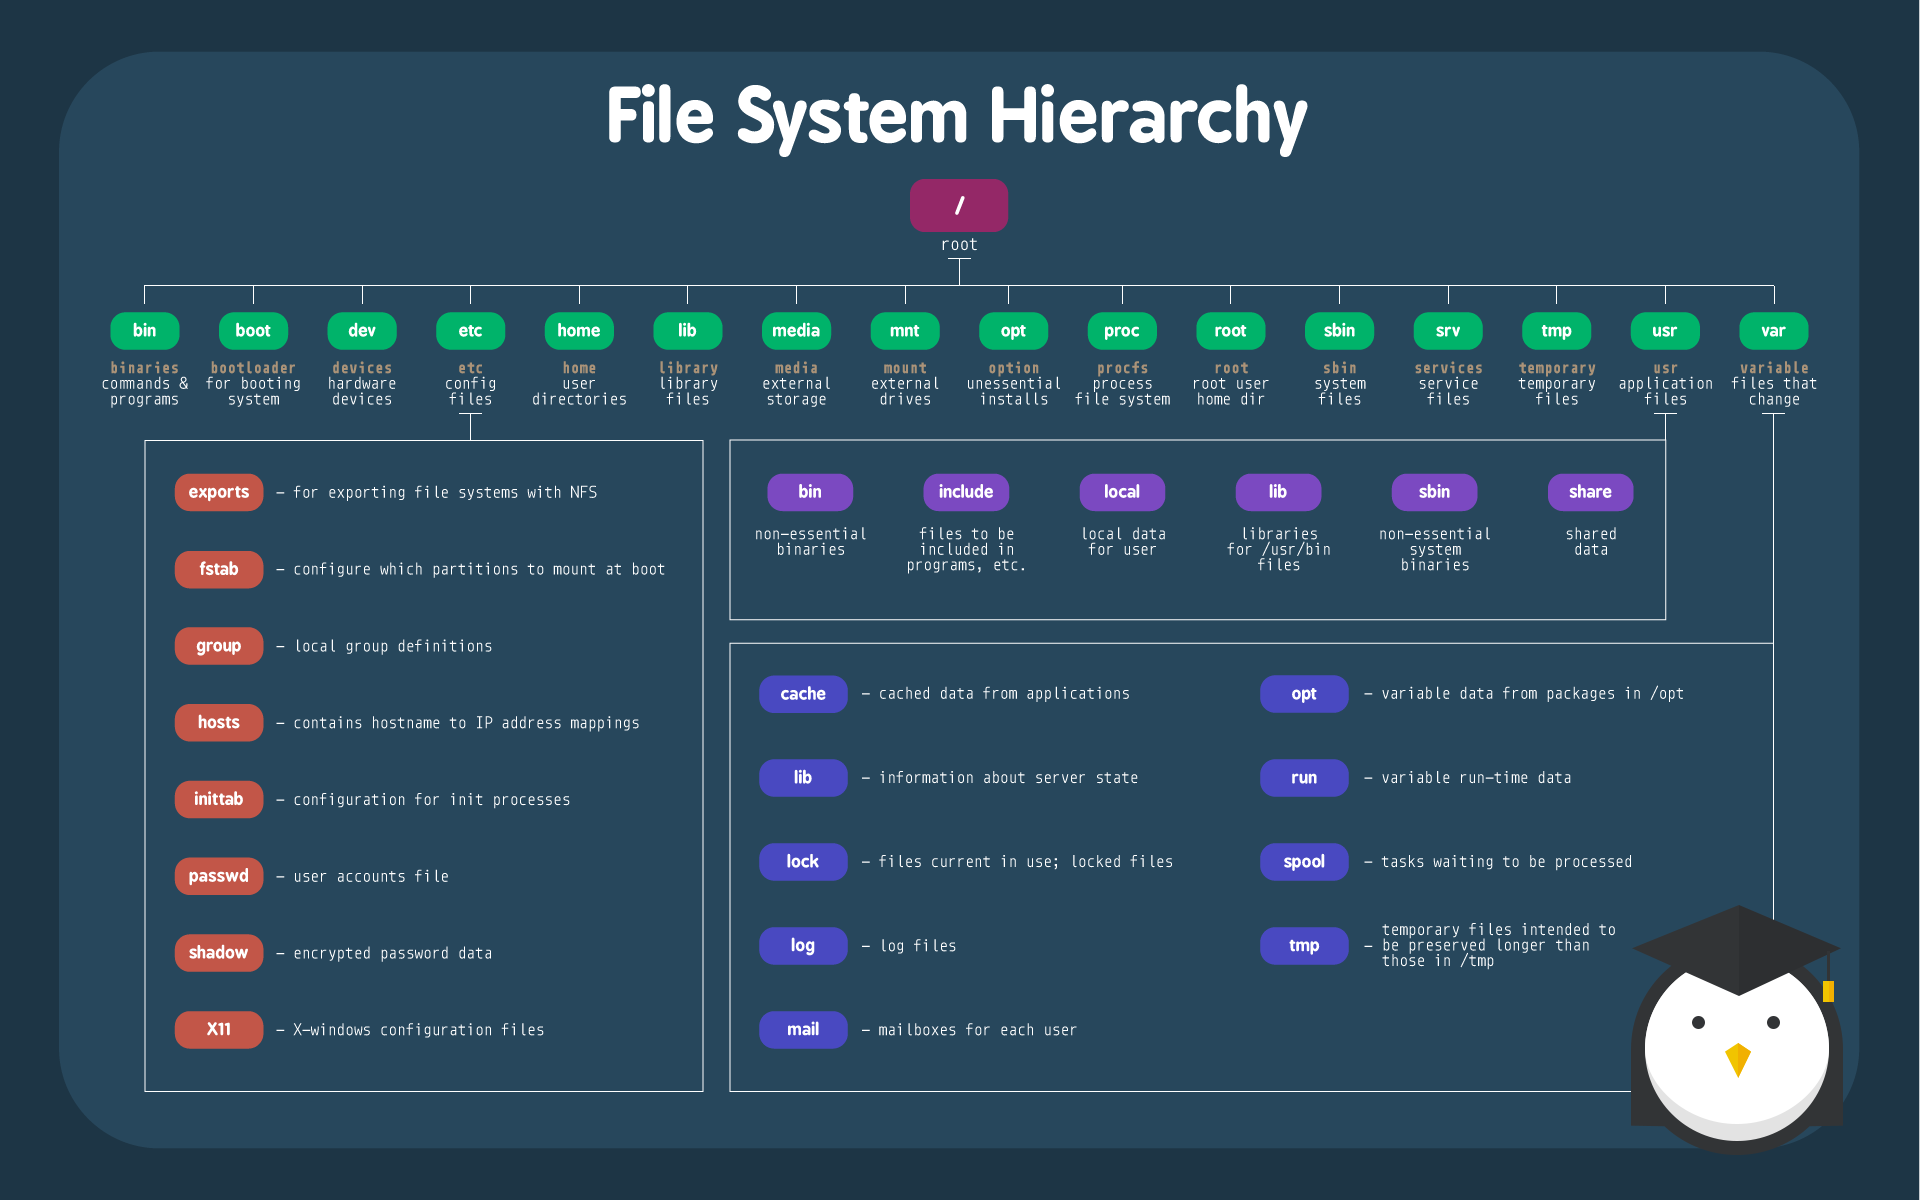 File System Hierarchy
/
root
bin boot dev etc home lib media mnt opt proc root sbin srv tmp usr var
binaries bootloader devices etc home library media mount option procfs root sbin services temporary usr variable
commands & for booting hardware config user library external external unessential process root user system service temporary application files that
programs system devices files directories files storage drives installs file system home dir files files files files change
exports – for exporting file systems with NFS
fstab – configure which partitions to mount at boot
group – local group definitions
hosts – contains hostname to IP address mappings
inittab – configuration for init processes
passwd – user accounts file
shadow – encrypted password data
X11 – X–windows configuration files
bin include local lib sbin share
non–essential files to be local data libraries non–essential shared
binaries included in for user for /usr/bin system data
programs, etc. files binaries
cache – cached data from applications
lib – information about server state
lock – files current in use; locked files
log – log files
mail – mailboxes for each user
opt – variable data from packages in /opt
run – variable run–time data
spool – tasks waiting to be processed
temporary files intended to
tmp – be preserved longer than
those in /tmp